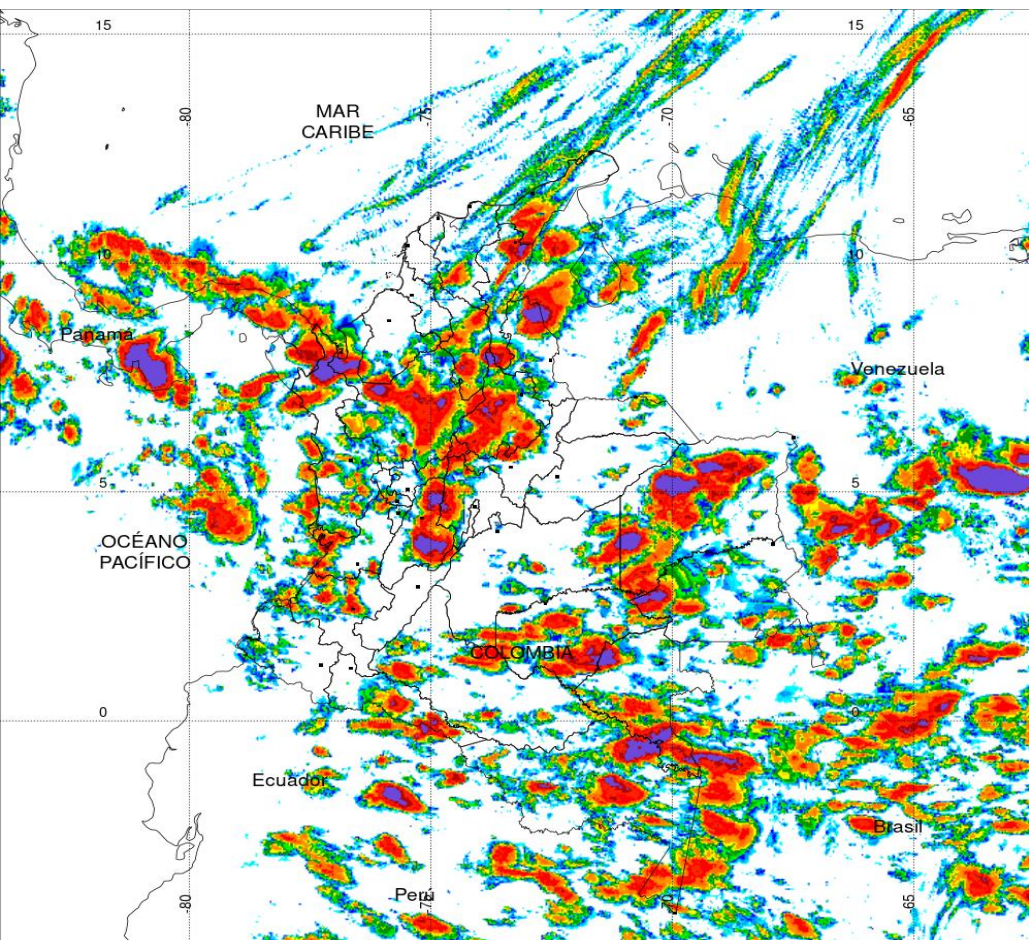 15
15
-80
-75
-70
-65
MAR
CARIBE
10
10
Panamá
Venezuela
5
5
OCÉANO
PACÍFICO
COLOMBIA
0
0
Ecuador
Brasil
Perú
-80
-75
-70
-65